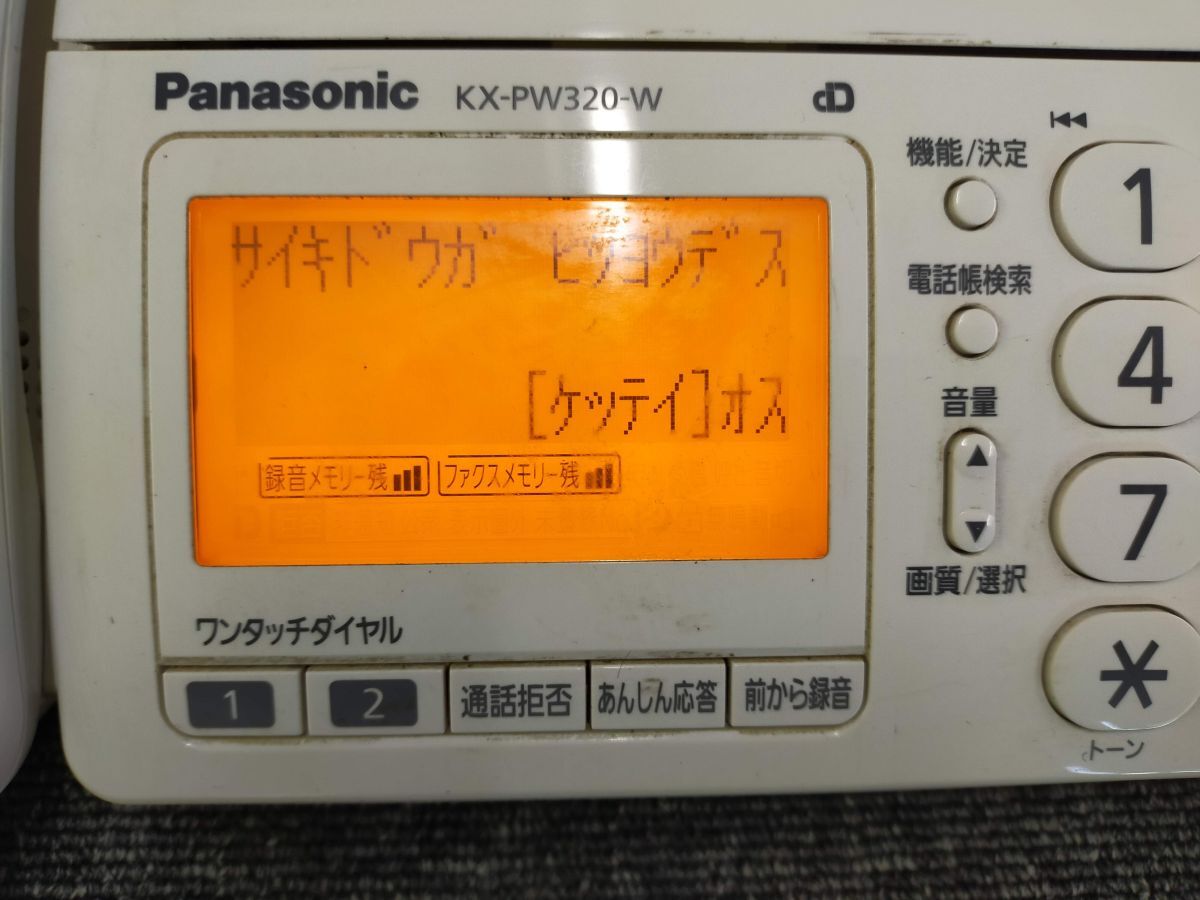 Panasonic KX-PW320-W
サイキドウガ ヒツヨウデス
[ケッテイ]オス
録音メモリー残 ファクスメモリー残
ワンタッチダイヤル
1 2 通話拒否 あんしん応答 前から録音
機能/決定
電話帳検索
音量
▲
▼
画質/選択
⏮
1
4
7
*
トーン